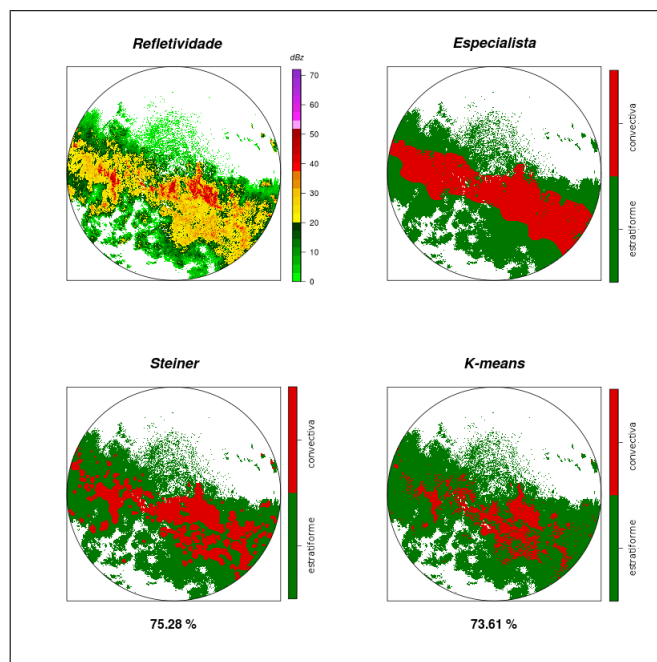 Refletividade
Especialista
dBz
70
60
50
40
30
20
10
0
convectiva
estratiforme
Steiner
K-means
convectiva
estratiforme
convectiva
estratiforme
75.28 %
73.61 %